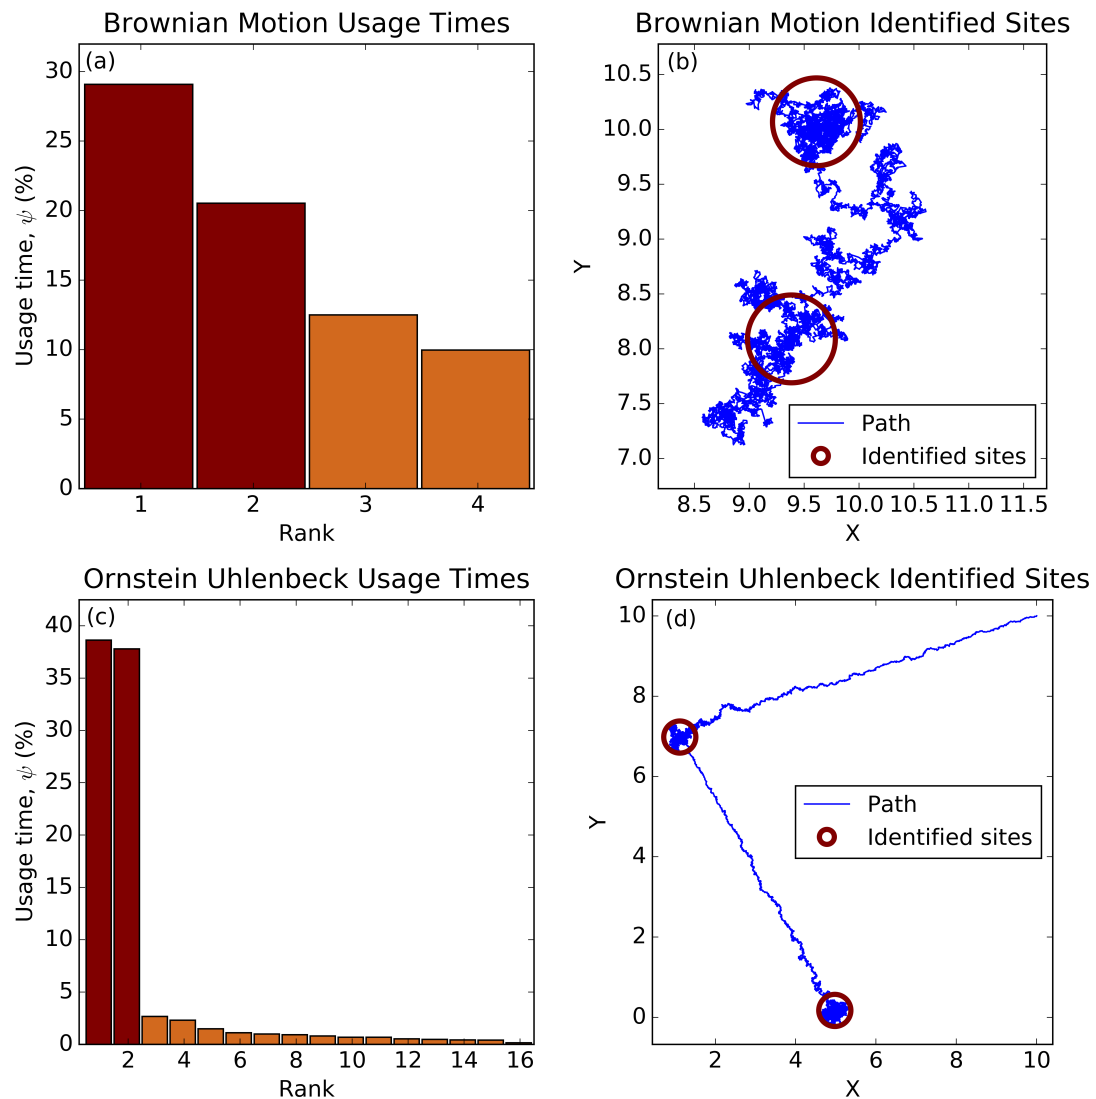 Brownian Motion Usage Times
(a)
30
25
20
15
10
5
0
1 2 3 4
Usage time, ψ (%)
Rank
Brownian Motion Identified Sites
(b)
10.5
10.0
9.5
9.0
8.5
8.0
7.5
7.0
8.5 9.0 9.5 10.0 10.5 11.0 11.5
Y
X
Path
Identified sites
Ornstein Uhlenbeck Usage Times
(c)
40
35
30
25
20
15
10
5
0
2 4 6 8 10 12 14 16
Usage time, ψ (%)
Rank
Ornstein Uhlenbeck Identified Sites
(d)
10
8
6
4
2
0
2 4 6 8 10
Y
X
Path
Identified sites